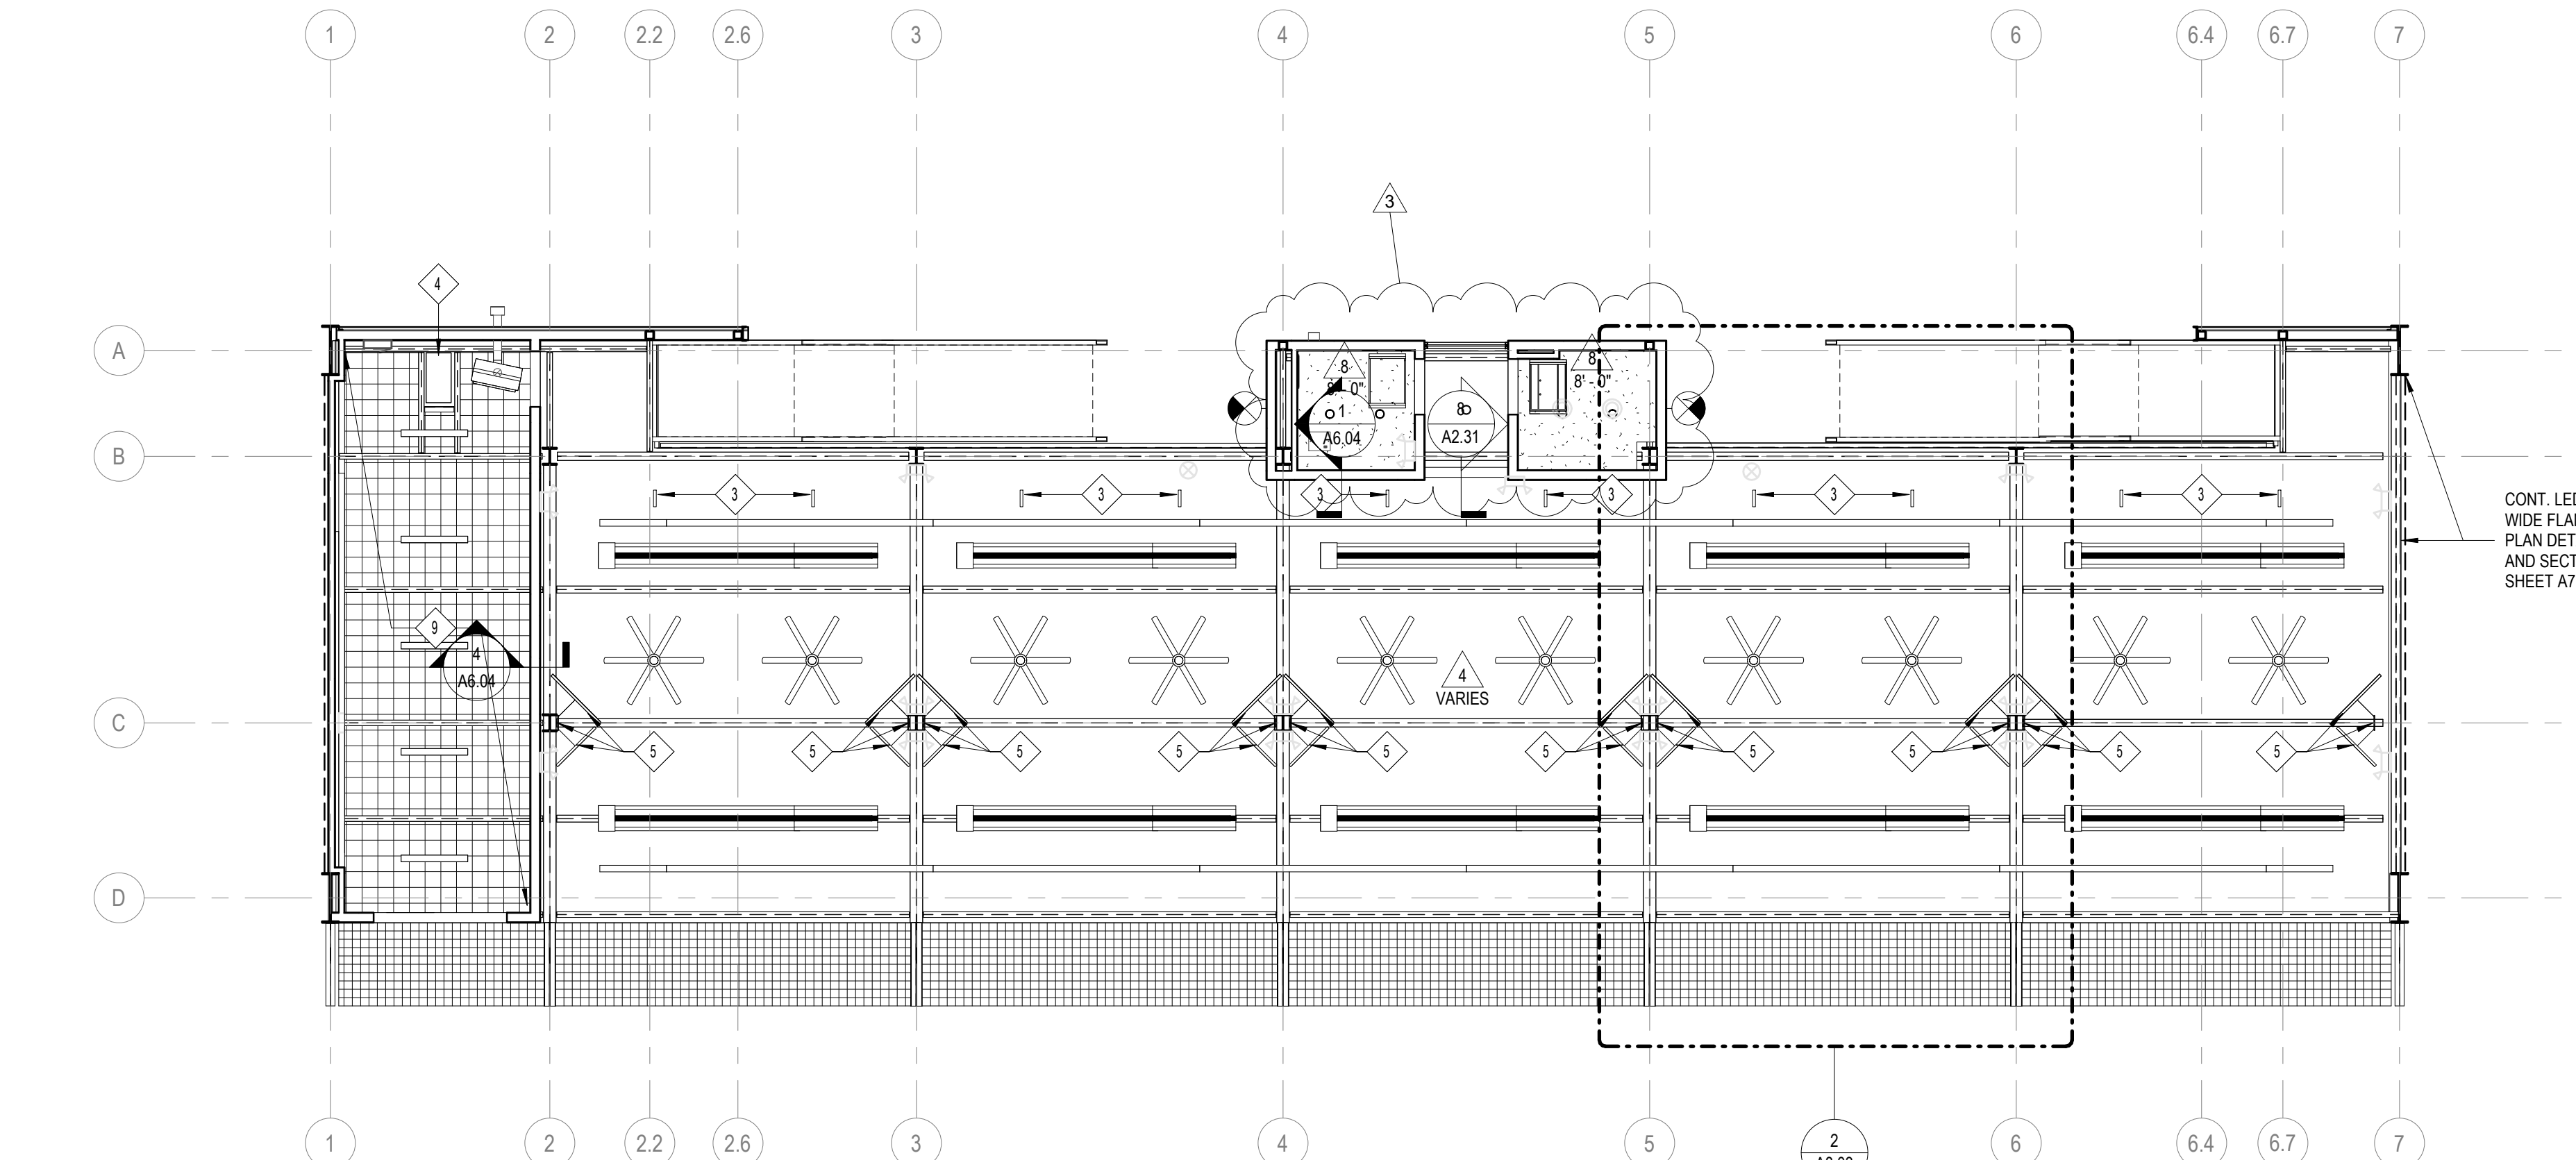 1 2 2.2 2.6 3 4 5 6 6.4 6.7 7
3
4
A
8 8
8' - 0"
8' - 0"
1 8
A6.04 A2.31
B
3 3 3 3 3 3
CONT. LED
WIDE FLAN
PLAN DET
AND SECT
SHEET A7
9
4
A6.04
4
VARIES
C
5 5 5 5 5 5 5 5 5 5
D
1 2 2.2 2.6 3 4 5 6 6.4 6.7 7
2